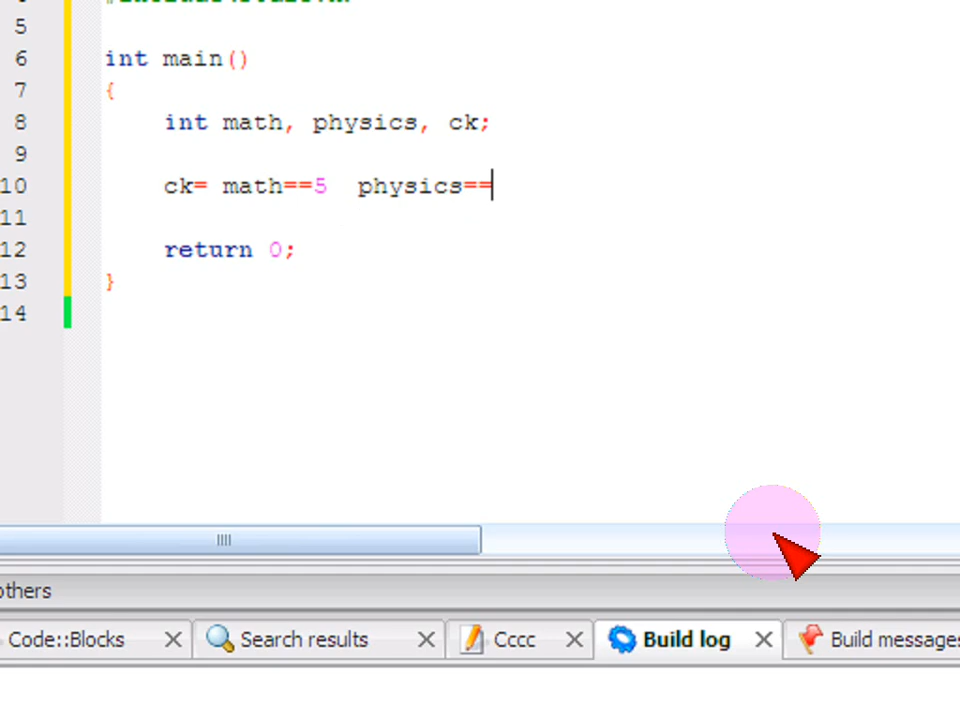 5
6 int main()
7 {
8 int math, physics, ck;
9
10 ck= math==5  physics==
11
12 return 0;
13 }
14
others
Code::Blocks Search results Cccc Build log Build messages